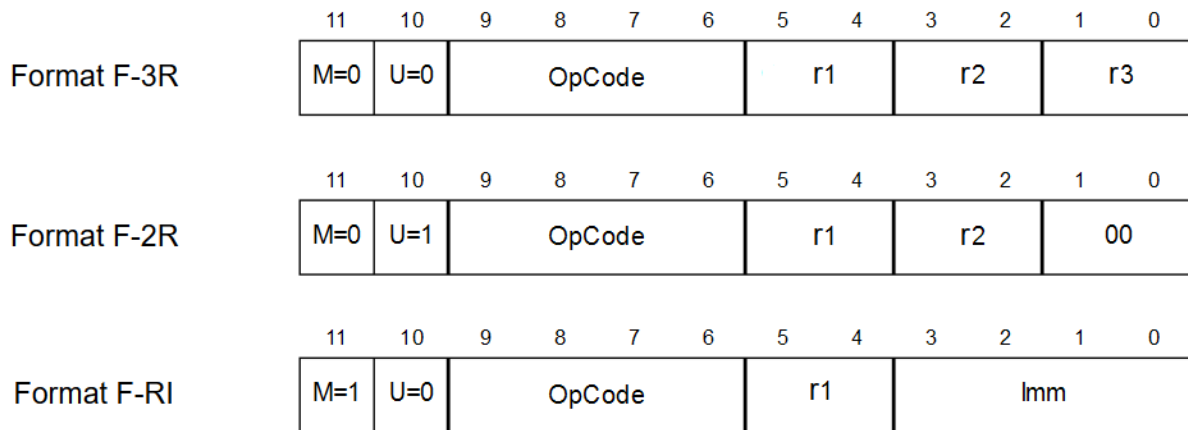 11 10 9 8 7 6 5 4 3 2 1 0
Format F-3R M=0 U=0 OpCode r1 r2 r3
11 10 9 8 7 6 5 4 3 2 1 0
Format F-2R M=0 U=1 OpCode r1 r2 00
11 10 9 8 7 6 5 4 3 2 1 0
Format F-RI M=1 U=0 OpCode r1 Imm